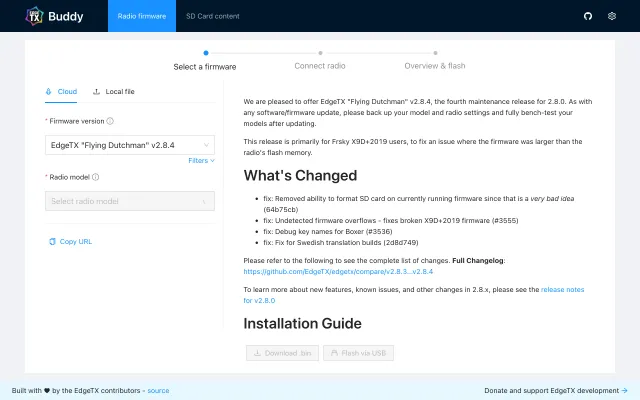 EDGE TX Buddy Radio firmware SD Card content
Select a firmware Connect radio Overview & flash
Cloud Local file
* Firmware version
EdgeTX "Flying Dutchman" v2.8.4
Filters
* Radio model
Select radio model
Copy URL
We are pleased to offer EdgeTX "Flying Dutchman" v2.8.4, the fourth maintenance release for 2.8.0. As with
any software/firmware update, please back up your model and radio settings and fully bench-test your
models after updating.
This release is primarily for Frsky X9D+2019 users, to fix an issue where the firmware was larger than the
radio's flash memory.
What's Changed
• fix: Removed ability to format SD card on currently running firmware since that is a very bad idea
(64b75cb)
• fix: Undetected firmware overflows - fixes broken X9D+2019 firmware (#3555)
• fix: Debug key names for Boxer (#3536)
• fix: Fix for Swedish translation builds (2d8d749)
Please refer to the following to see the complete list of changes. Full Changelog:
https://github.com/EdgeTX/edgetx/compare/v2.8.3...v2.8.4
To learn more about new features, known issues, and other changes in 2.8.x, please see the release notes
for v2.8.0
Installation Guide
Download .bin Flash via USB
Built with ♥ by the EdgeTX contributors - source Donate and support EdgeTX development →